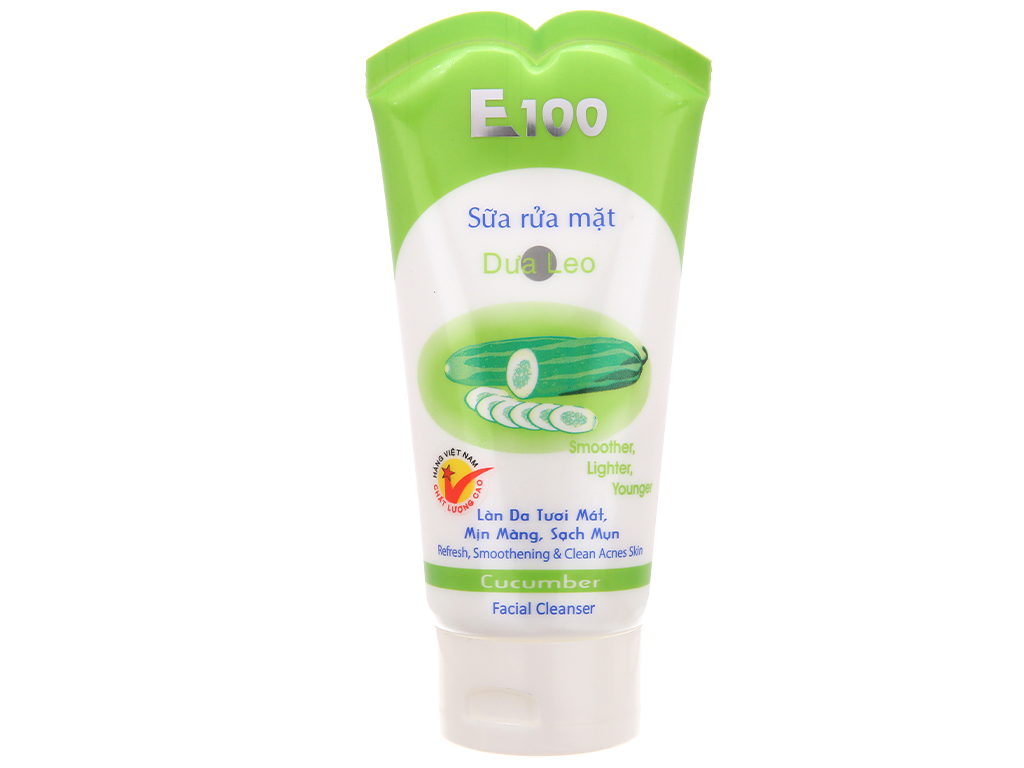 E100
Sữa rửa mặt
Dưa Leo
Smoother,
Lighter,
Younger
HÀNG VIỆT NAM
CHẤT LƯỢNG CAO
Làn Da Tươi Mát,
Mịn Màng, Sạch Mụn
Refresh, Smoothening & Clean Acnes Skin
Cucumber
Facial Cleanser